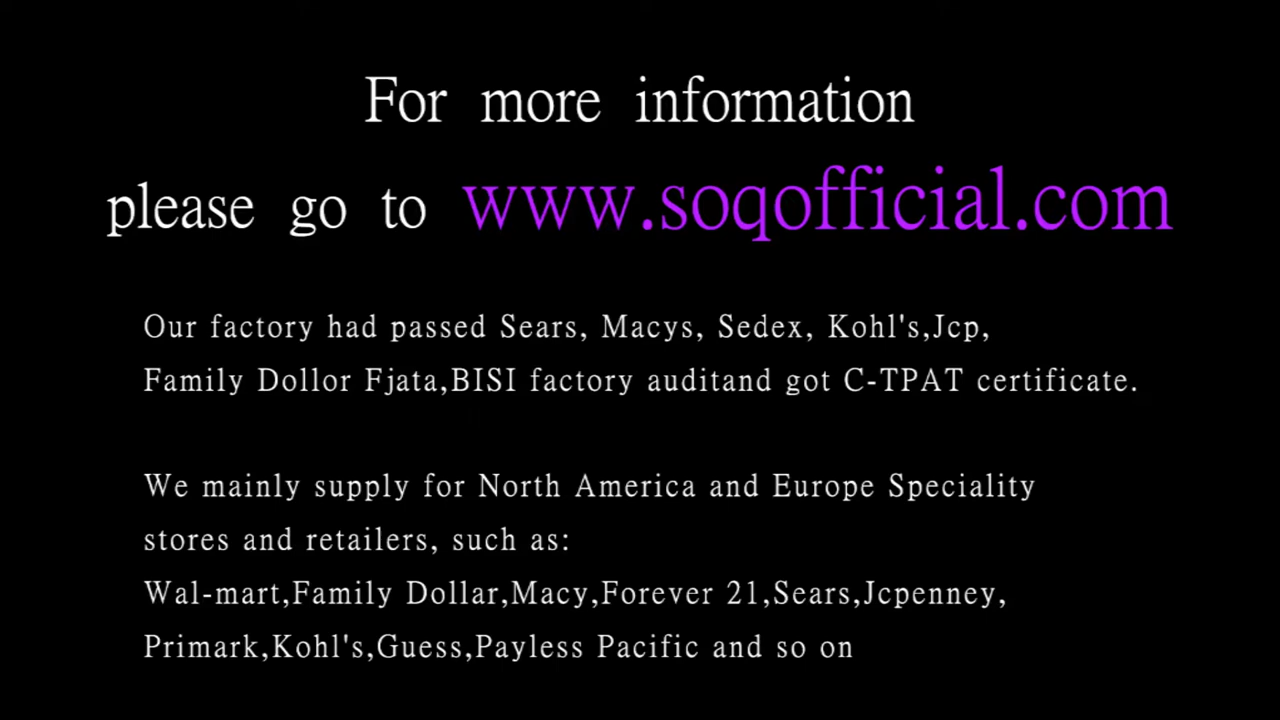 For more information
please go to www.soqofficial.com
Our factory had passed Sears, Macys, Sedex, Kohl's,Jcp,
Family Dollor Fjata,BISI factory auditand got C-TPAT certificate.
We mainly supply for North America and Europe Speciality
stores and retailers, such as:
Wal-mart,Family Dollar,Macy,Forever 21,Sears,Jcpenney,
Primark,Kohl's,Guess,Payless Pacific and so on